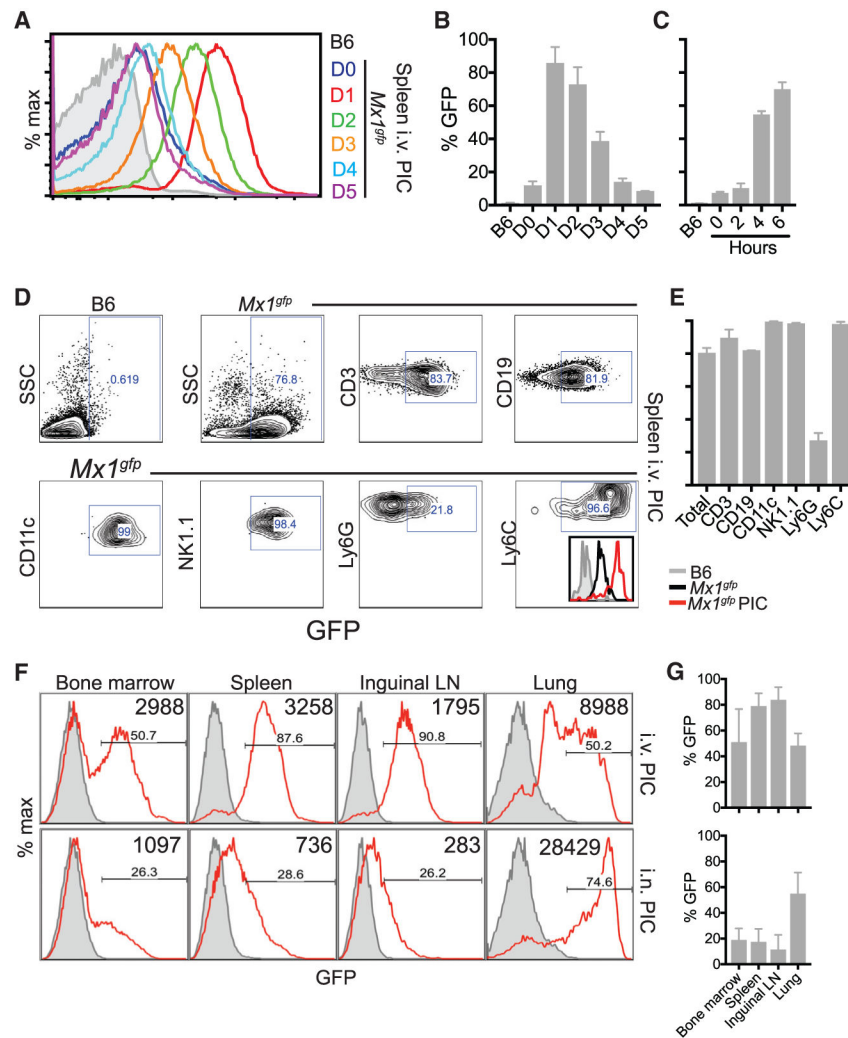 A
% max
B6
D0
D1
D2
D3
D4
D5
Mx1gfp
Spleen i.v. PIC
B
% GFP
100
80
60
40
20
0
B6
D0
D1
D2
D3
D4
D5
C
B6
0
2
4
6
Hours
D
B6
Mx1gfp
SSC
0.619
SSC
76.8
CD3
83.7
CD19
81.9
Mx1gfp
CD11c
99
NK1.1
98.4
Ly6G
21.8
Ly6C
96.6
GFP
E
Spleen i.v. PIC
Total
CD3
CD19
CD11c
NK1.1
Ly6G
Ly6C
B6
Mx1gfp
Mx1gfp PIC
F
Bone marrow
Spleen
Inguinal LN
Lung
2988
50.7
3258
87.6
1795
90.8
8988
50.2
i.v. PIC
% max
1097
26.3
736
28.6
283
26.2
28429
74.6
i.n. PIC
GFP
G
% GFP
100
80
60
40
20
0
% GFP
100
80
60
40
20
0
Bone marrow
Spleen
Inguinal LN
Lung